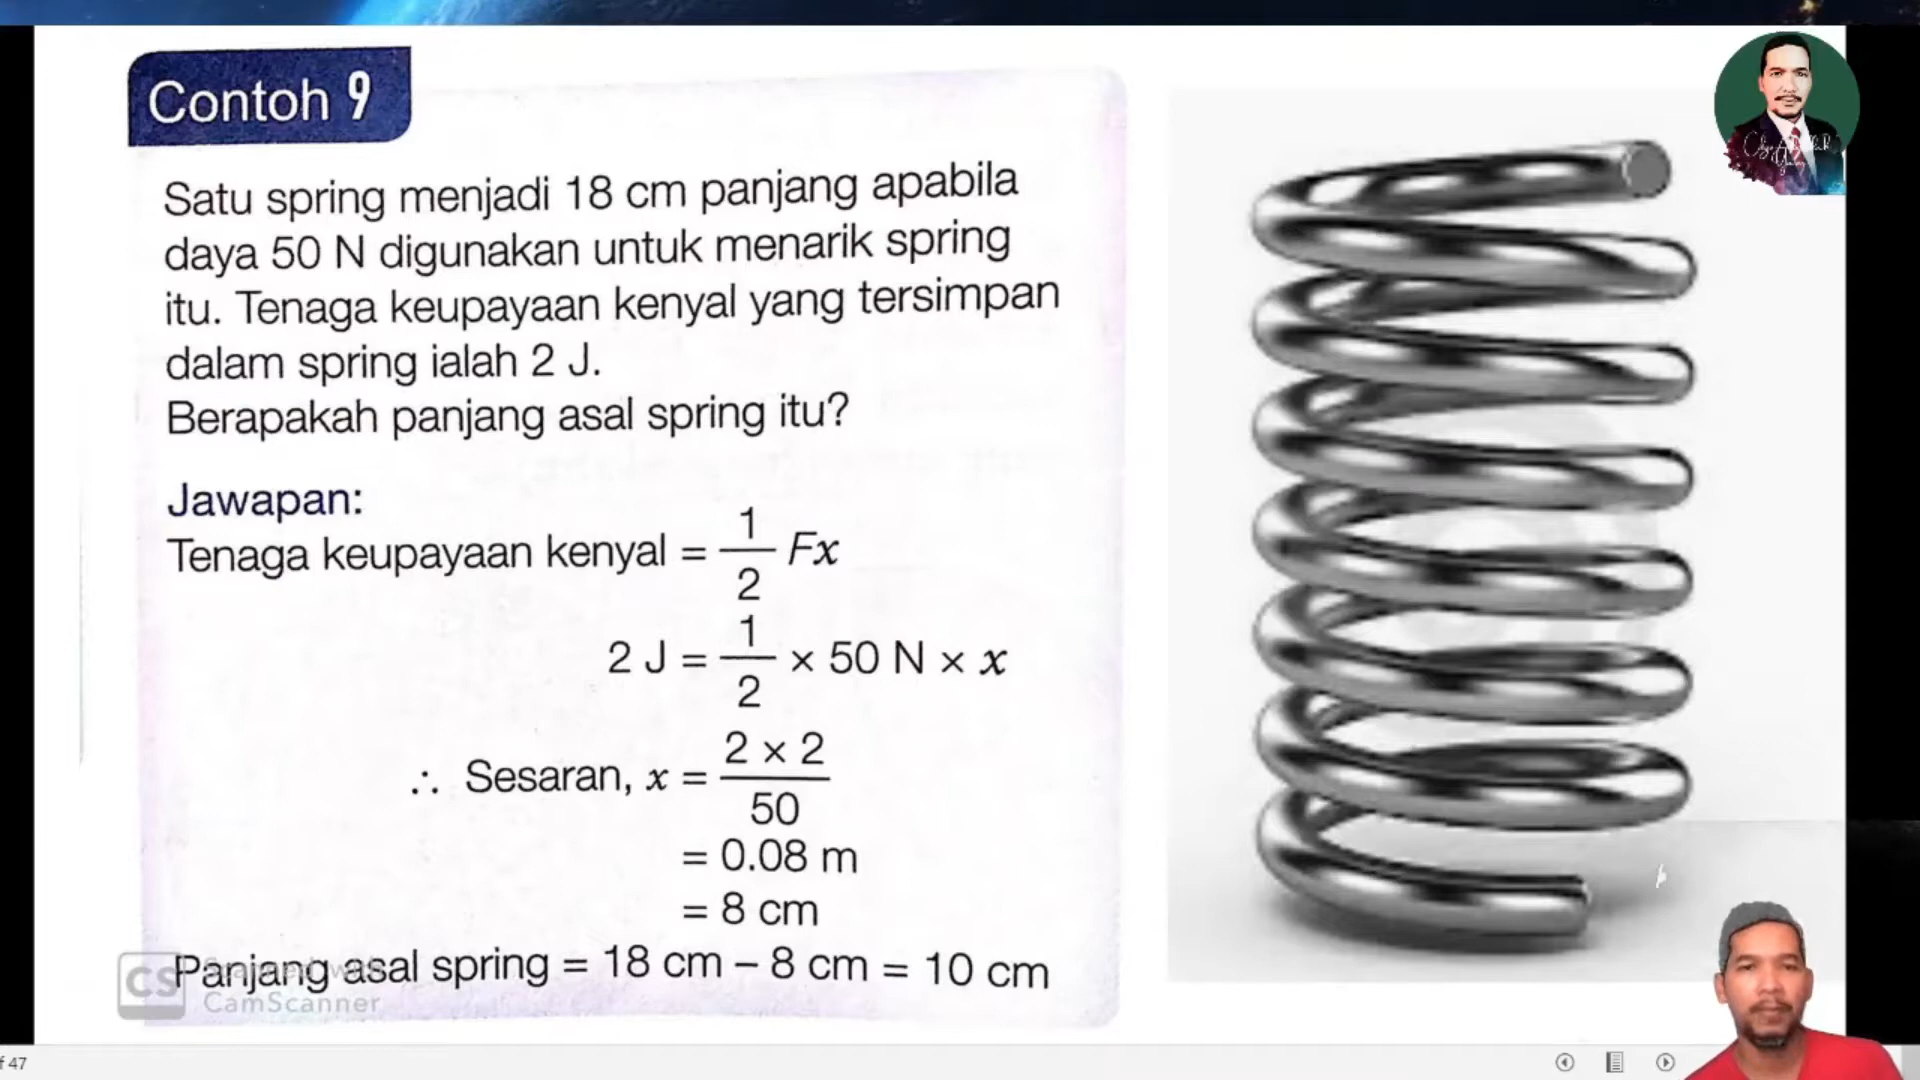 Contoh 9
Satu spring menjadi 18 cm panjang apabila
daya 50 N digunakan untuk menarik spring
itu. Tenaga keupayaan kenyal yang tersimpan
dalam spring ialah 2 J.
Berapakah panjang asal spring itu?
Jawapan:
Tenaga keupayaan kenyal = 1/2 Fx
2 J = 1/2 × 50 N × x
∴ Sesaran, x = 2 × 2/50
= 0.08 m
= 8 cm
Panjang asal spring = 18 cm – 8 cm = 10 cm
CS Scanned with
CamScanner
f 47